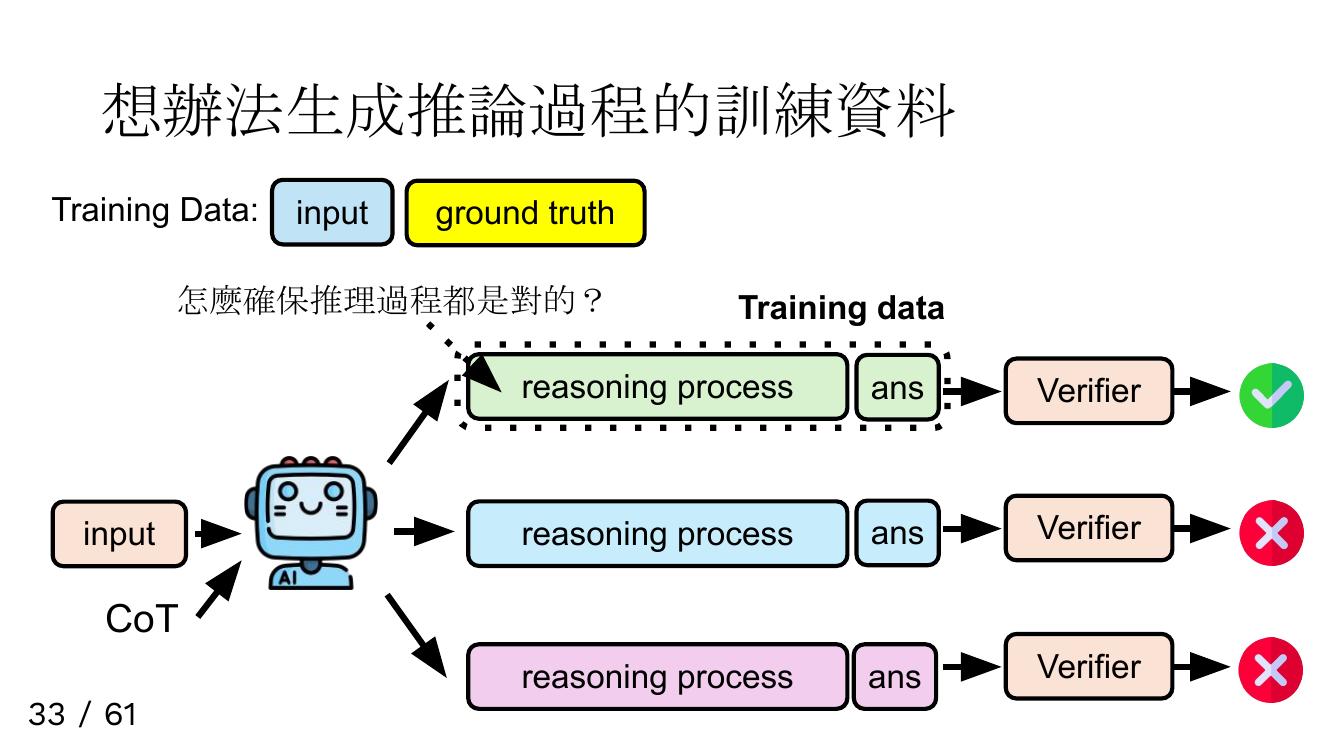 想辦法生成推論過程的訓練資料
Training Data: input ground truth
怎麼確保推理過程都是對的？
Training data
reasoning process ans Verifier
input
AI
reasoning process ans Verifier
CoT
reasoning process ans Verifier
33 / 61